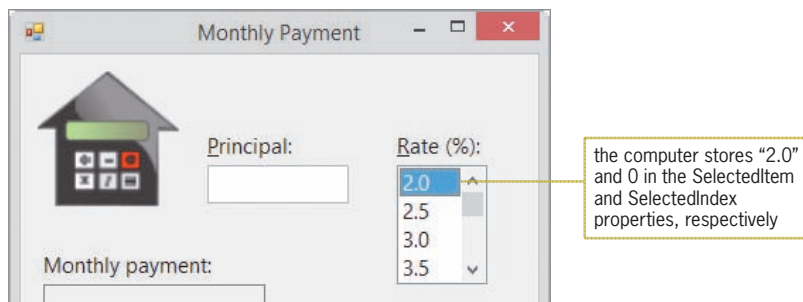 Monthly Payment
Principal:
Rate (%):
2.0
2.5
3.0
3.5
Monthly payment:
the computer stores “2.0”
and 0 in the SelectedItem
and SelectedIndex
properties, respectively